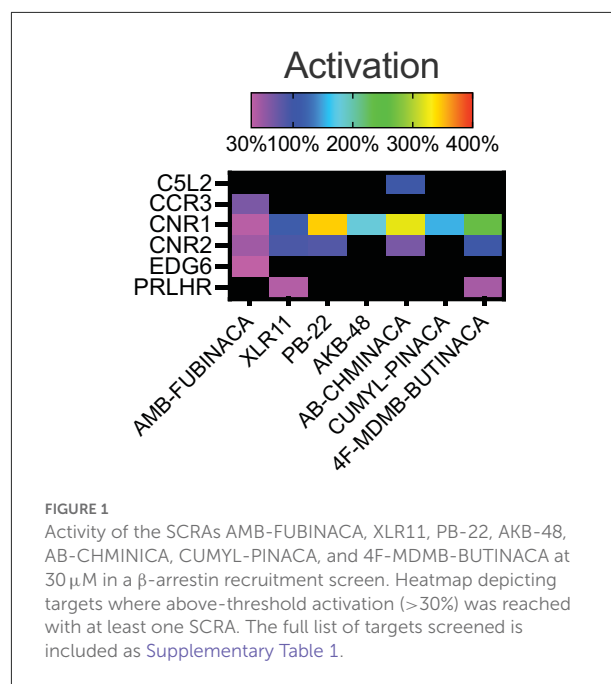 Activation
30% 100% 200% 300% 400%
C5L2
CCR3
CNR1
CNR2
EDG6
PRLHR
AMB-FUBINACA
XLR11
PB-22
AKB-48
AB-CHMINACA
CUMYL-PINACA
4F-MDMB-BUTINACA
FIGURE 1
Activity of the SCRAs AMB-FUBINACA, XLR11, PB-22, AKB-48,
AB-CHMINICA, CUMYL-PINACA, and 4F-MDMB-BUTINACA at
30 μM in a β-arrestin recruitment screen. Heatmap depicting
targets where above-threshold activation (>30%) was reached
with at least one SCRA. The full list of targets screened is
included as Supplementary Table 1.